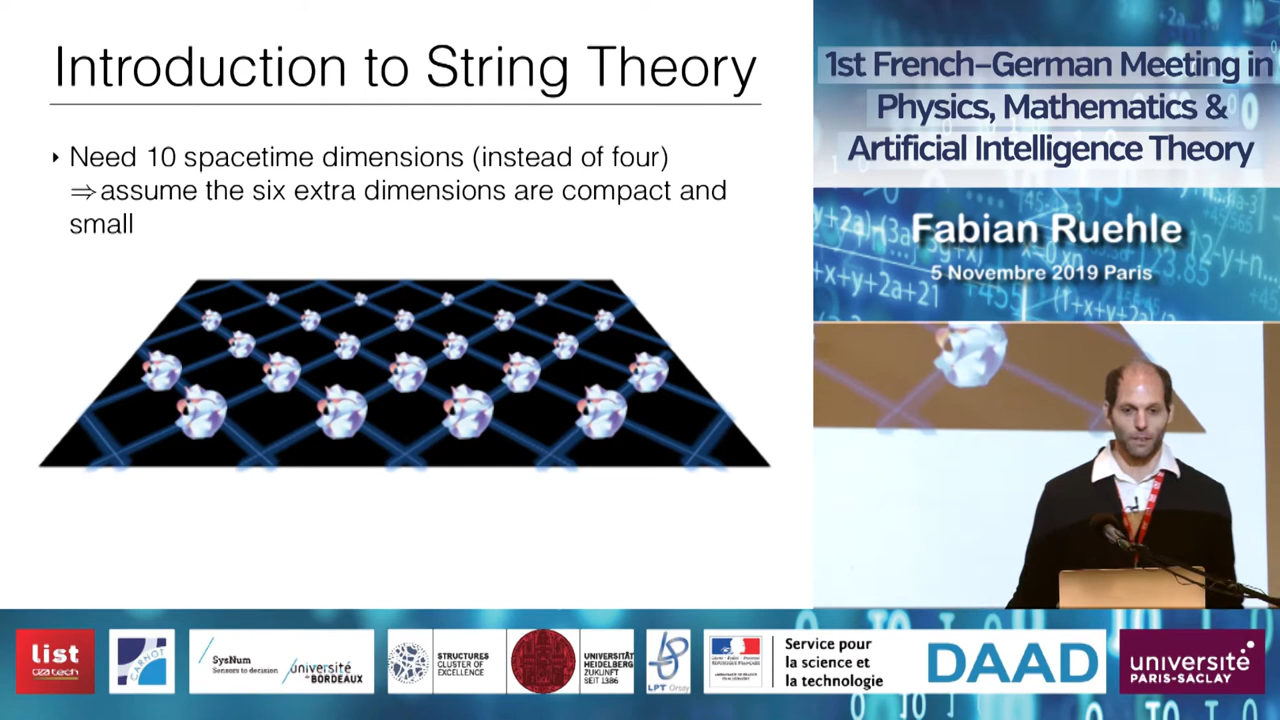 Introduction to String Theory
Need 10 spacetime dimensions (instead of four)
⇒assume the six extra dimensions are compact and
small
1st French–German Meeting in
Physics, Mathematics &
Artificial Intelligence Theory
Fabian Ruehle
5 Novembre 2019 Paris
list
ceatech
CARNOT
SysNum
Sensors to decision
université
de BORDEAUX
STRUCTURES
CLUSTER OF
EXCELLENCE
UNIVERSITÄT
HEIDELBERG
ZUKUNFT
SEIT 1386
LPT Orsay
Service pour
la science et
la technologie
DAAD
université
PARIS-SACLAY